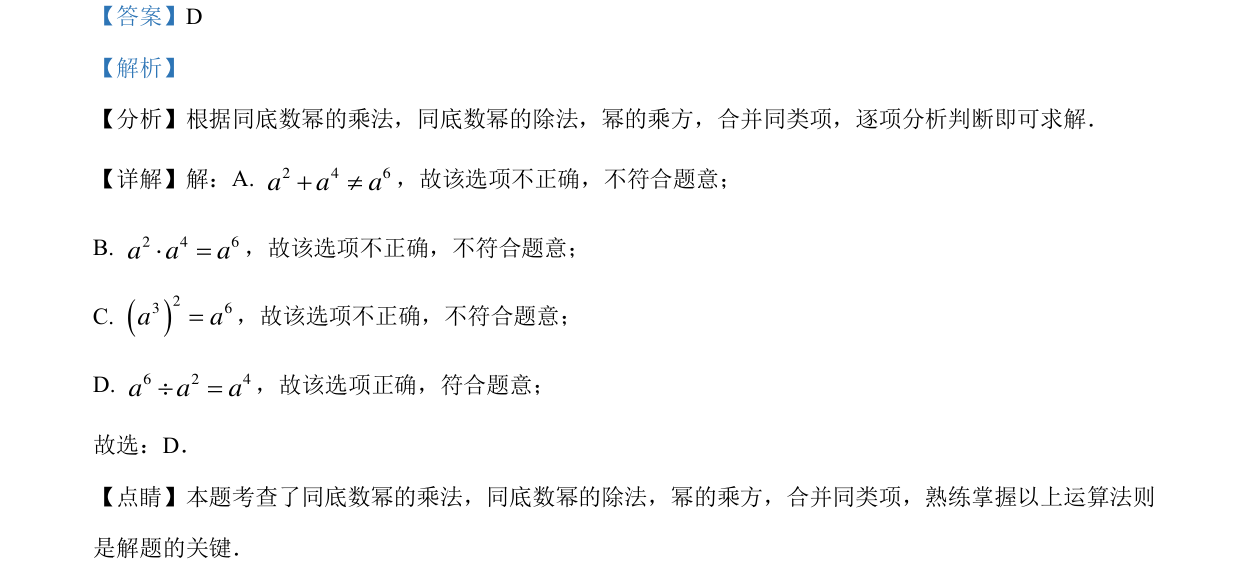 【答案】D
【解析】
【分析】根据同底数幂的乘法，同底数幂的除法，幂的乘方，合并同类项，逐项分析判断即可求解．
【详解】解：A. $a^2+a^4\neq a^6$，故该选项不正确，不符合题意；
B. $a^2\cdot a^4=a^6$，故该选项不正确，不符合题意；
C. $\left(a^3\right)^2=a^6$，故该选项不正确，不符合题意；
D. $a^6\div a^2=a^4$，故该选项正确，符合题意；
故选：D．
【点睛】本题考查了同底数幂的乘法，同底数幂的除法，幂的乘方，合并同类项，熟练掌握以上运算法则
是解题的关键．